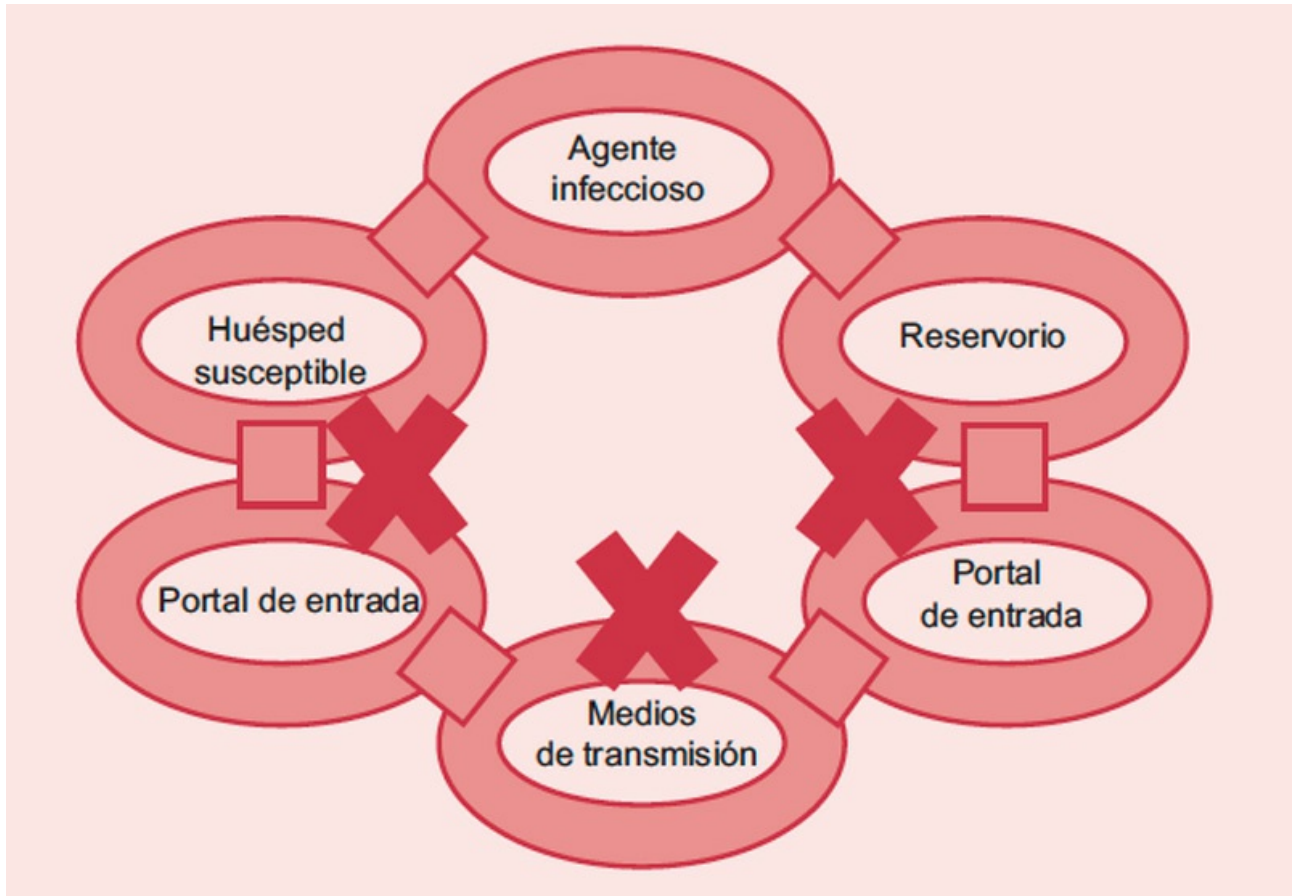 Agente
infeccioso
Huésped
susceptible
Reservorio
Portal de entrada
Portal
de entrada
Medios
de transmisión